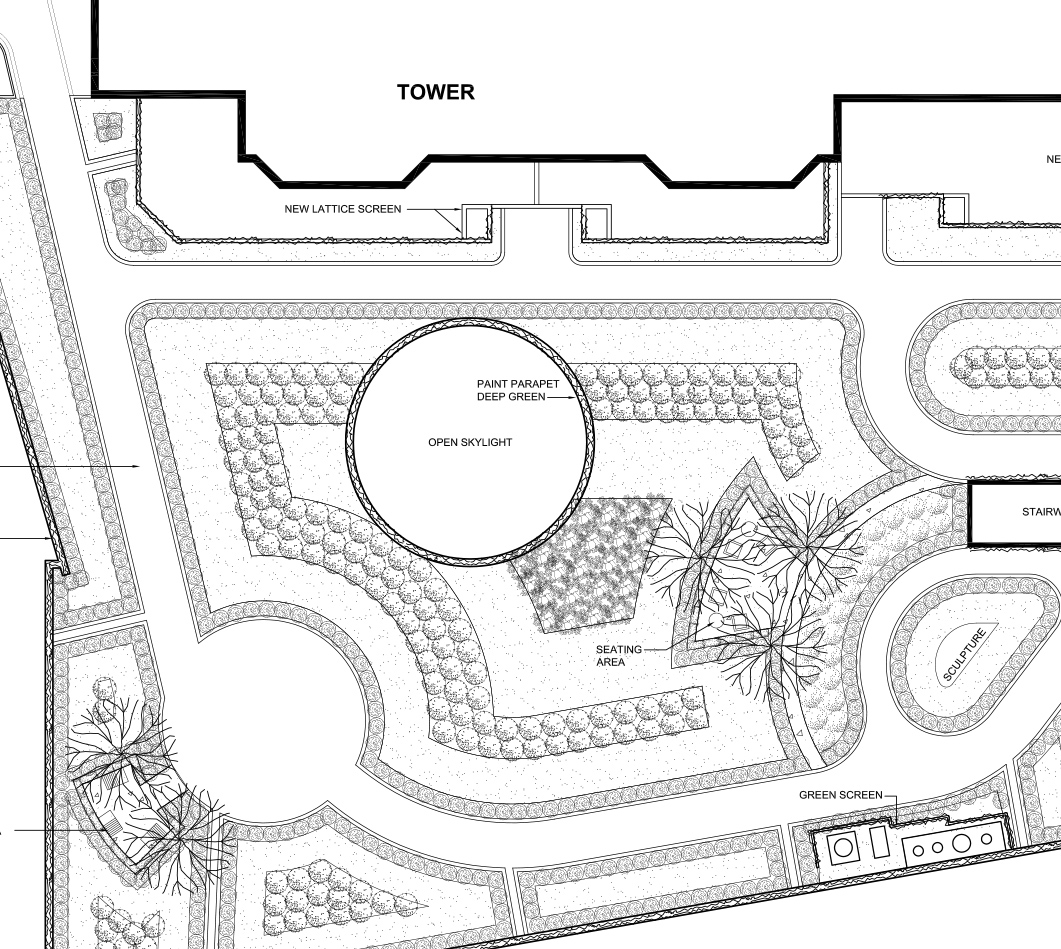 TOWER
NE
NEW LATTICE SCREEN
PAINT PARAPET
DEEP GREEN
OPEN SKYLIGHT
STAIRW
SEATING
AREA
SCULPTURE
GREEN SCREEN